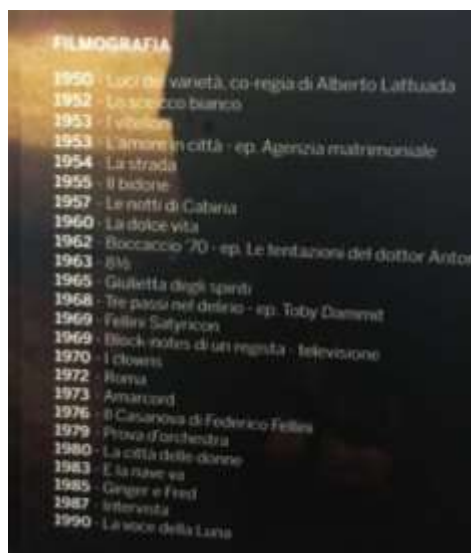 FILMOGRAFIA
1950 · Luci del varietà, co-regia di Alberto Lattuada
1952 · Lo sceicco bianco
1953 · I vitelloni
1953 · L'amore in città - ep. Agenzia matrimoniale
1954 · La strada
1955 · Il bidone
1957 · Le notti di Cabiria
1960 · La dolce vita
1962 · Boccaccio '70 - ep. Le tentazioni del dottor Anton
1963 · 8½
1965 · Giulietta degli spiriti
1968 · Tre passi nel delirio - ep. Toby Dammit
1969 · Fellini Satyricon
1969 · Block-notes di un regista - televisione
1970 · I clowns
1972 · Roma
1973 · Amarcord
1976 · Il Casanova di Federico Fellini
1979 · Prova d'orchestra
1980 · La città delle donne
1983 · E la nave va
1985 · Ginger e Fred
1987 · Intervista
1990 · La voce della Luna